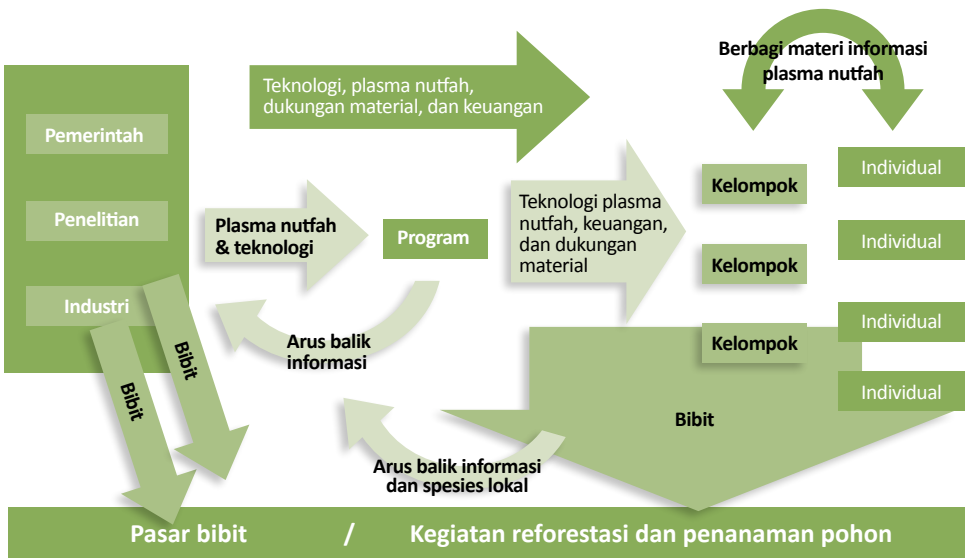 Berbagi materi informasi
plasma nutfah
Teknologi, plasma nutfah,
dukungan material, dan keuangan
Pemerintah
Penelitian
Industri
Plasma nutfah
& teknologi
Program
Teknologi plasma
nutfah, keuangan,
dan dukungan
material
Kelompok
Kelompok
Kelompok
Individual
Individual
Individual
Individual
Arus balik
informasi
Bibit
Bibit
Bibit
Arus balik informasi
dan spesies lokal
Pasar bibit / Kegiatan reforestasi dan penanaman pohon